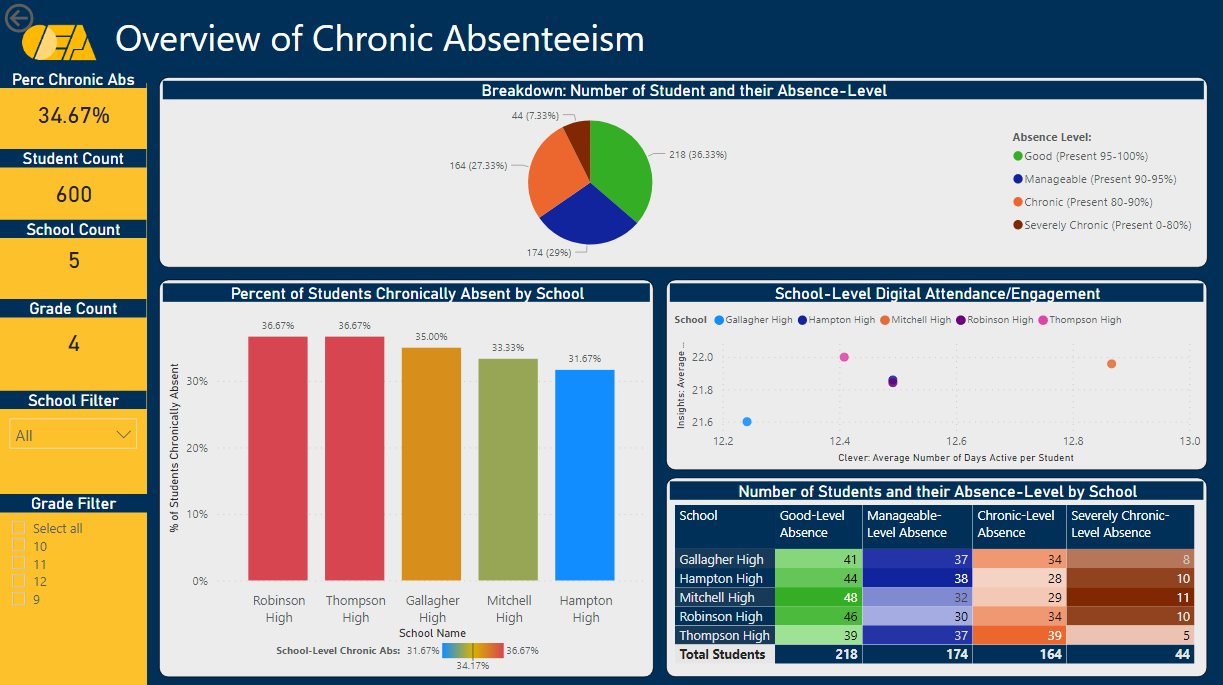 OEA
Overview of Chronic Absenteeism
Perc Chronic Abs
34.67%
Student Count
600
School Count
5
Grade Count
4
School Filter
All
Grade Filter
Select all
10
11
12
9
Breakdown: Number of Student and their Absence-Level
44 (7.33%)
164 (27.33%)
218 (36.33%)
174 (29%)
Absence Level:
Good (Present 95-100%)
Manageable (Present 90-95%)
Chronic (Present 80-90%)
Severely Chronic (Present 0-80%)
Percent of Students Chronically Absent by School
% of Students Chronically Absent
30%
20%
10%
0%
36.67% 36.67% 35.00% 33.33% 31.67%
Robinson High
Thompson High
Gallagher High
Mitchell High
Hampton High
School Name
School-Level Chronic Abs: 31.67% 36.67%
34.17%
School-Level Digital Attendance/Engagement
School Gallagher High Hampton High Mitchell High Robinson High Thompson High
Insights: Average ...
22.0
21.8
21.6
12.2 12.4 12.6 12.8 13.0
Clever: Average Number of Days Active per Student
Number of Students and their Absence-Level by School
School Good-Level Absence Manageable-Level Absence Chronic-Level Absence Severely Chronic-Level Absence
Gallagher High 41 37 34 8
Hampton High 44 38 28 10
Mitchell High 48 32 29 11
Robinson High 46 30 34 10
Thompson High 39 37 39 5
Total Students 218 174 164 44